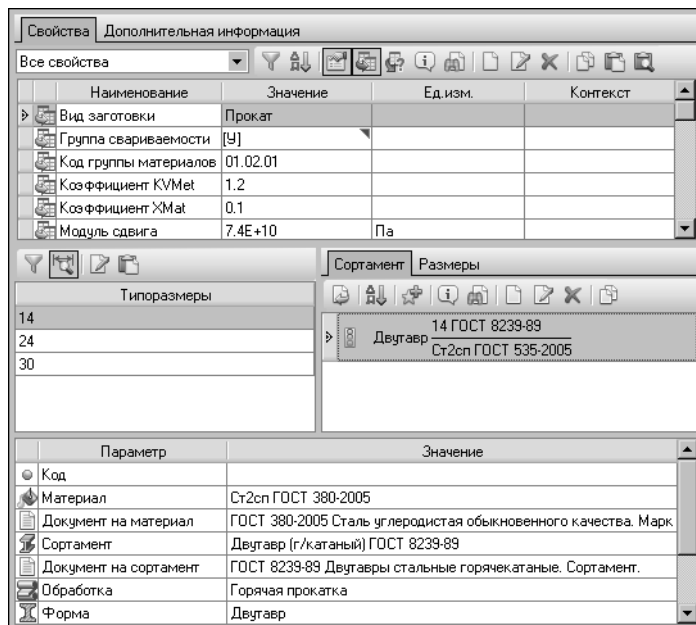 Свойства Дополнительная информация
Все свойства
Наименование Значение Ед.изм. Контекст
Вид заготовки Прокат
Группа свариваемости [У]
Код группы материалов 01.02.01
Коэффициент KVMet 1.2
Коэффициент XMat 0.1
Модуль сдвига 7.4E+10 Па
Сортамент Размеры
Типоразмеры
14
24
30
14 ГОСТ 8239-89
Двутавр
Ст2сп ГОСТ 535-2005
Параметр Значение
Код
Материал Ст2сп ГОСТ 380-2005
Документ на материал ГОСТ 380-2005 Сталь углеродистая обыкновенного качества. Марк
Сортамент Двутавр (г/катаный) ГОСТ 8239-89
Документ на сортамент ГОСТ 8239-89 Двутавры стальные горячекатаные. Сортамент.
Обработка Горячая прокатка
Форма Двутавр